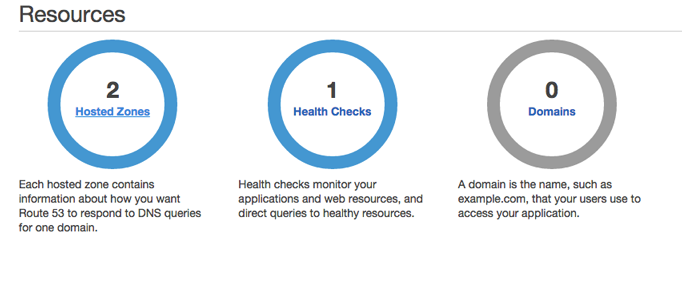 Resources
2
Hosted Zones
Each hosted zone contains
information about how you want
Route 53 to respond to DNS queries
for one domain.
1
Health Checks
Health checks monitor your
applications and web resources, and
direct queries to healthy resources.
0
Domains
A domain is the name, such as
example.com, that your users use to
access your application.